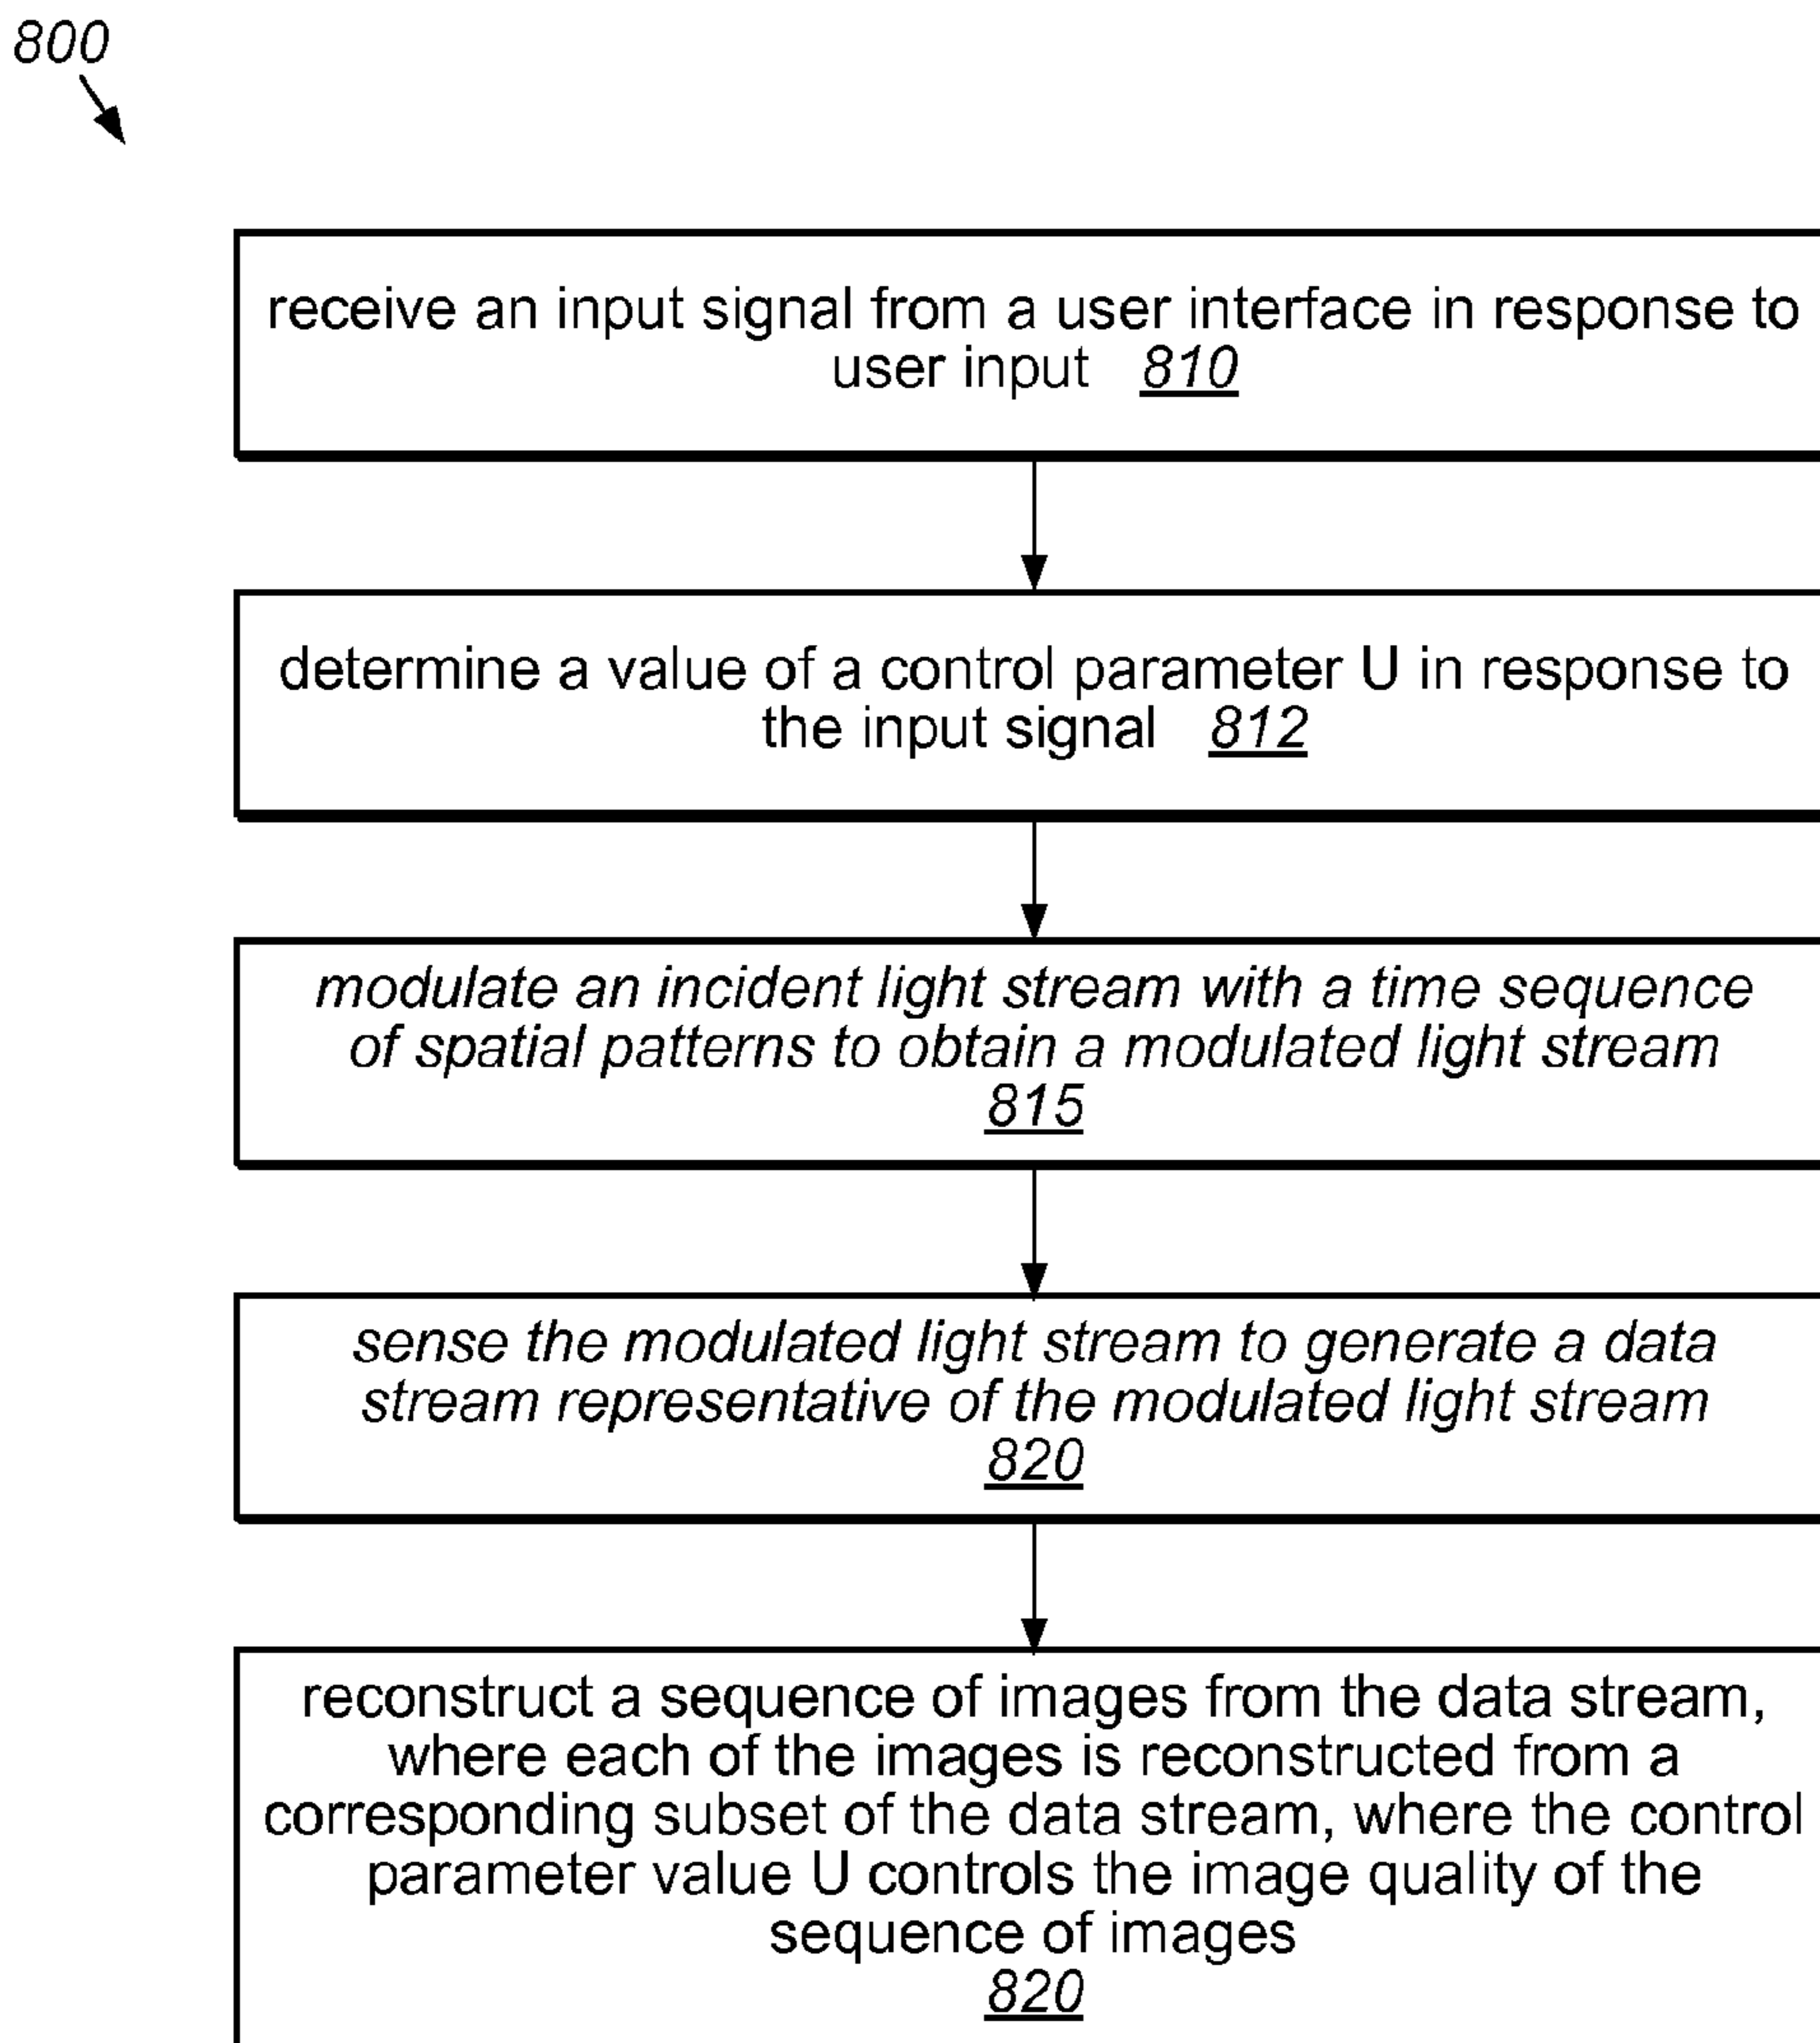 800
receive an input signal from a user interface in response to
user input 810
determine a value of a control parameter U in response to
the input signal 812
modulate an incident light stream with a time sequence
of spatial patterns to obtain a modulated light stream
815
sense the modulated light stream to generate a data
stream representative of the modulated light stream
820
reconstruct a sequence of images from the data stream,
where each of the images is reconstructed from a
corresponding subset of the data stream, where the control
parameter value U controls the image quality of the
sequence of images
820